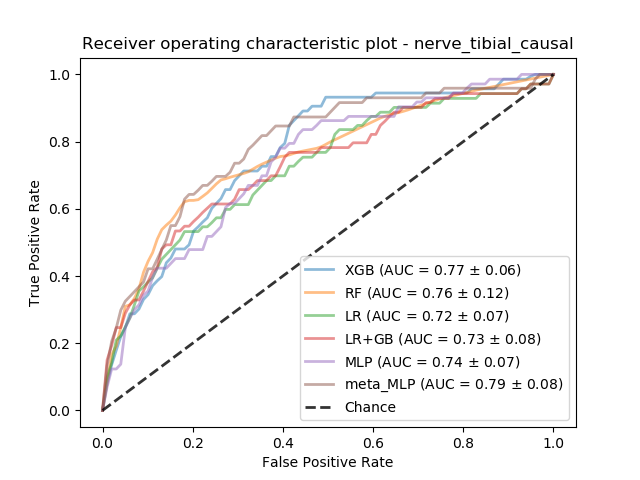 Receiver operating characteristic plot - nerve_tibial_causal
1.0
0.8
0.6
0.4
0.2
0.0
True Positive Rate
XGB (AUC = 0.77 ± 0.06)
RF (AUC = 0.76 ± 0.12)
LR (AUC = 0.72 ± 0.07)
LR+GB (AUC = 0.73 ± 0.08)
MLP (AUC = 0.74 ± 0.07)
meta_MLP (AUC = 0.79 ± 0.08)
Chance
0.0 0.2 0.4 0.6 0.8 1.0
False Positive Rate